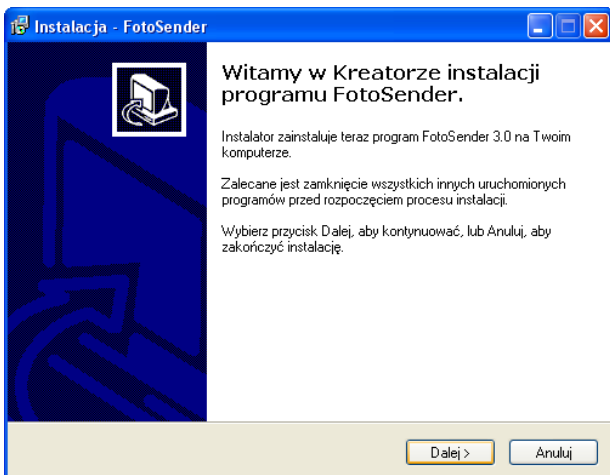 Instalacja - FotoSender
Witamy w Kreatorze instalacji
programu FotoSender.
Instalator zainstaluje teraz program FotoSender 3.0 na Twoim
komputerze.
Zalecane jest zamknięcie wszystkich innych uruchomionych
programów przed rozpoczęciem procesu instalacji.
Wybierz przycisk Dalej, aby kontynuować, lub Anuluj, aby
zakończyć instalację.
Dalej >
Anuluj